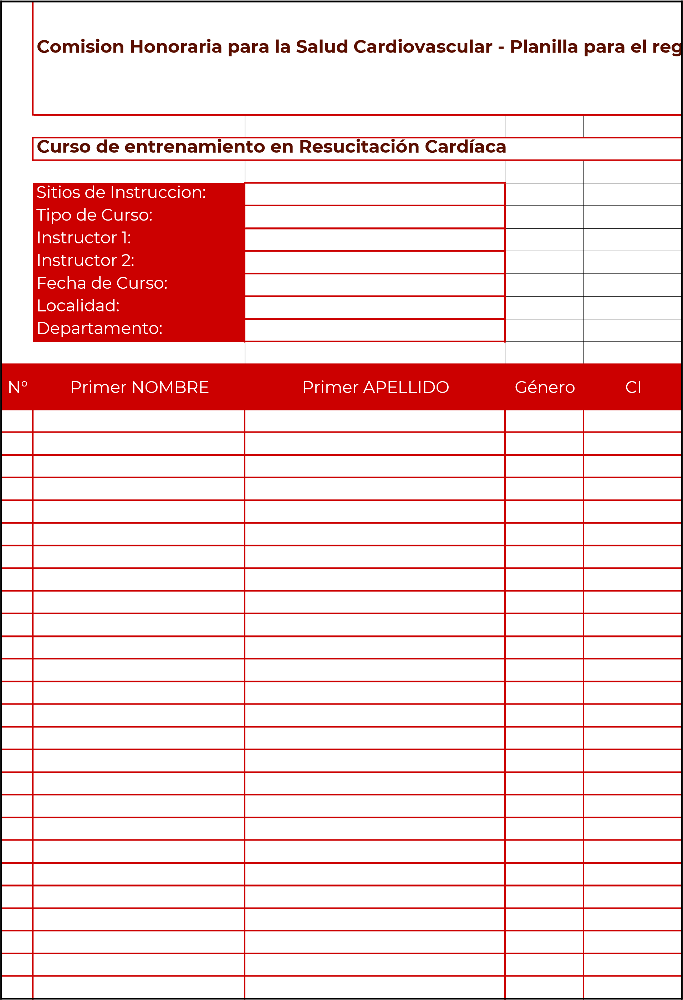 Comision Honoraria para la Salud Cardiovascular - Planilla para el reg
Curso de entrenamiento en Resucitación Cardíaca
Sitios de Instruccion:
Tipo de Curso:
Instructor 1:
Instructor 2:
Fecha de Curso:
Localidad:
Departamento:
Nº Primer NOMBRE Primer APELLIDO Género CI